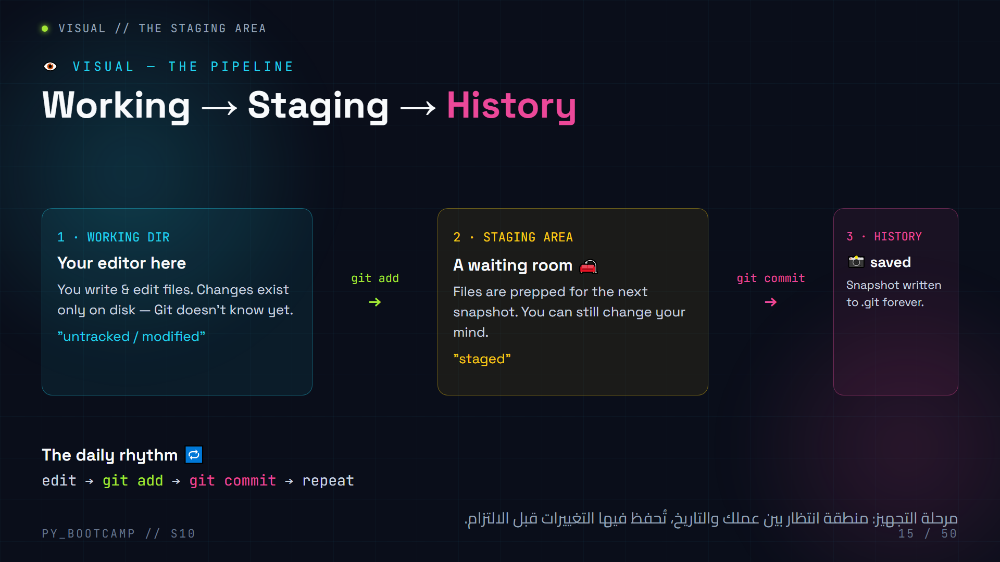 VISUAL // THE STAGING AREA
VISUAL — THE PIPELINE
Working → Staging → History
1 · WORKING DIR
Your editor here
You write & edit files. Changes exist
only on disk — Git doesn’t know yet.
”untracked / modified”
git add
→
2 · STAGING AREA
A waiting room
Files are prepped for the next
snapshot. You can still change your
mind.
”staged”
git commit
→
3 · HISTORY
saved
Snapshot written
to .git forever.
The daily rhythm
edit → git add → git commit → repeat
مرحلة التجهيز: منطقة انتظار بين عملك والتاريخ، تُحفظ فيها التغييرات قبل الالتزام.
PY_BOOTCAMP // S10
15 / 50